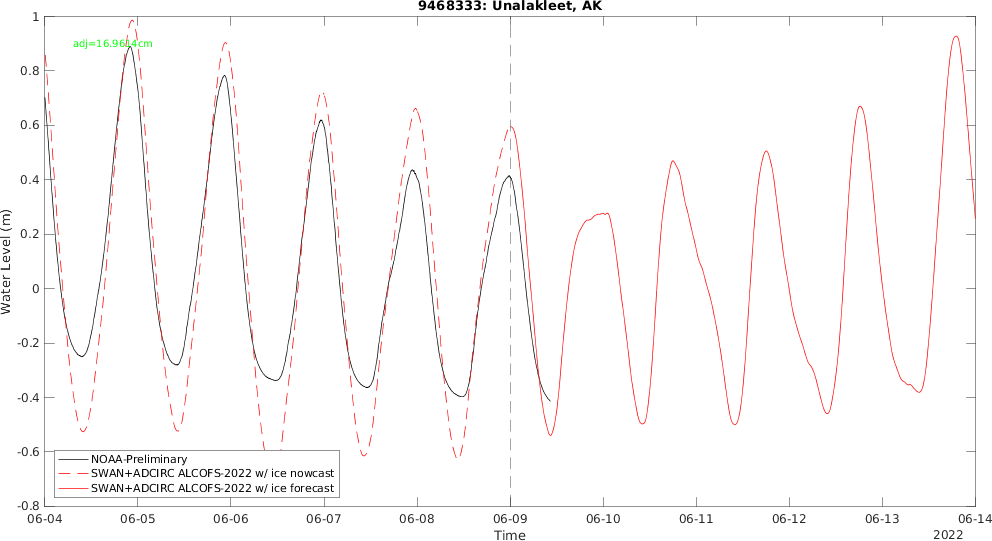 9468333: Unalakleet, AK
adj=16.9614cm
1
0.8
0.6
0.4
0.2
0
-0.2
-0.4
-0.6
-0.8
Water Level (m)
NOAA-Preliminary
SWAN+ADCIRC ALCOFS-2022 w/ ice nowcast
SWAN+ADCIRC ALCOFS-2022 w/ ice forecast
06-04 06-05 06-06 06-07 06-08 06-09 06-10 06-11 06-12 06-13 06-14
Time
2022